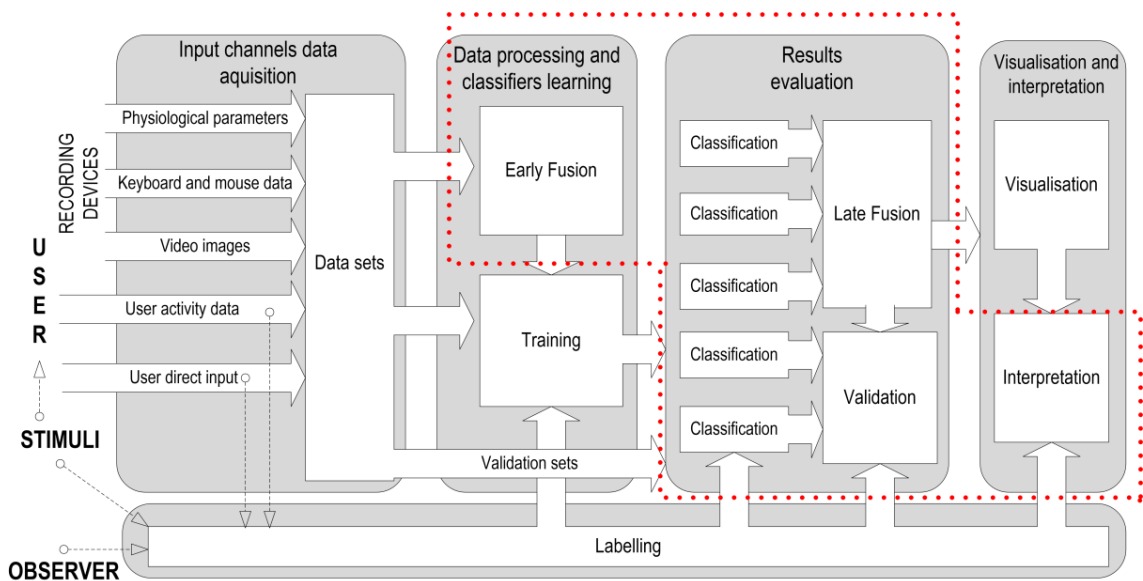 Input channels data
aquisition
Data processing and
classifiers learning
Results
evaluation
Visualisation and
interpretation
RECORDING
DEVICES
Physiological parameters
Keyboard and mouse data
Video images
User activity data
User direct input
Data sets
Early Fusion
Training
Validation sets
Classification
Classification
Classification
Classification
Classification
Late Fusion
Validation
Visualisation
Interpretation
USER
STIMULI
OBSERVER
Labelling